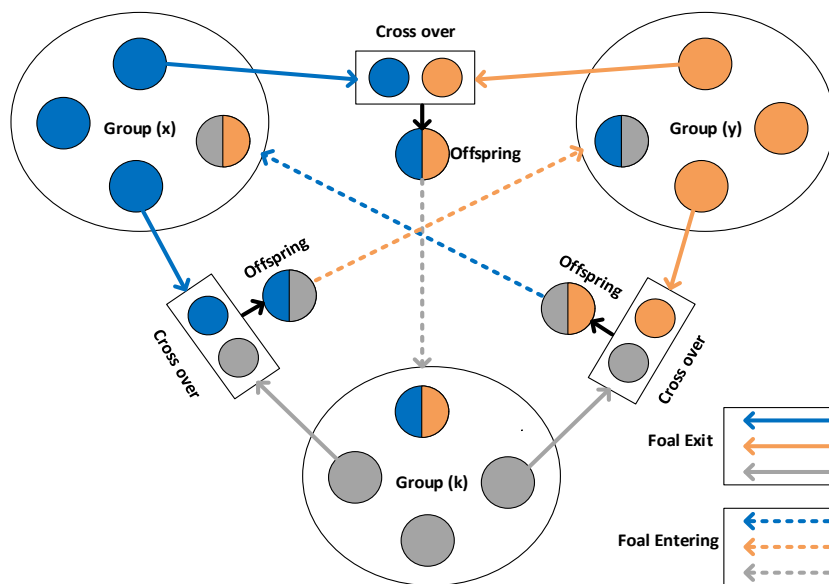 Cross over
Group (x)
Group (y)
Offspring
Offspring
Offspring
Cross over
Cross over
Group (k)
Foal Exit
Foal Entering